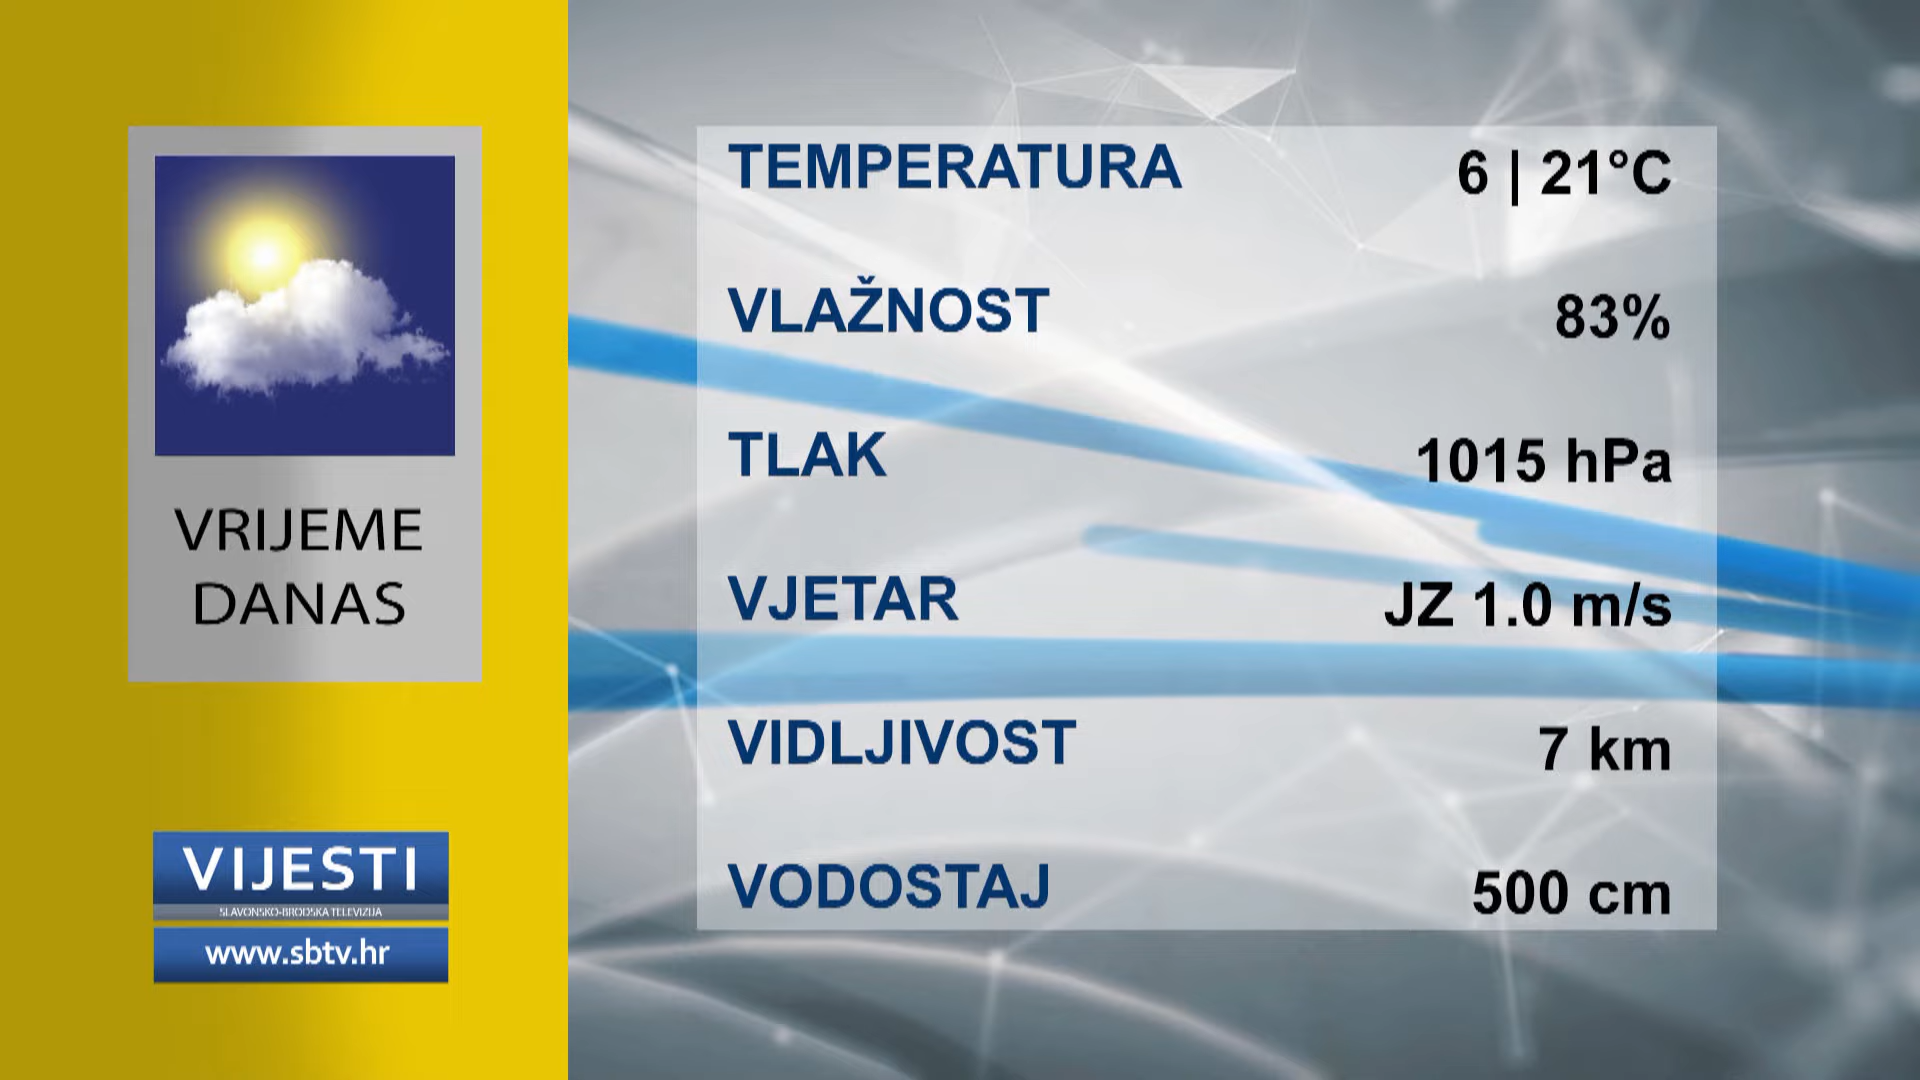 VRIJEME
DANAS
VIJESTI
SLAVONSKO-BRODSKA TELEVIZIJA
www.sbtv.hr
TEMPERATURA 6 | 21°C
VLAŽNOST 83%
TLAK 1015 hPa
VJETAR JZ 1.0 m/s
VIDLJIVOST 7 km
VODOSTAJ 500 cm